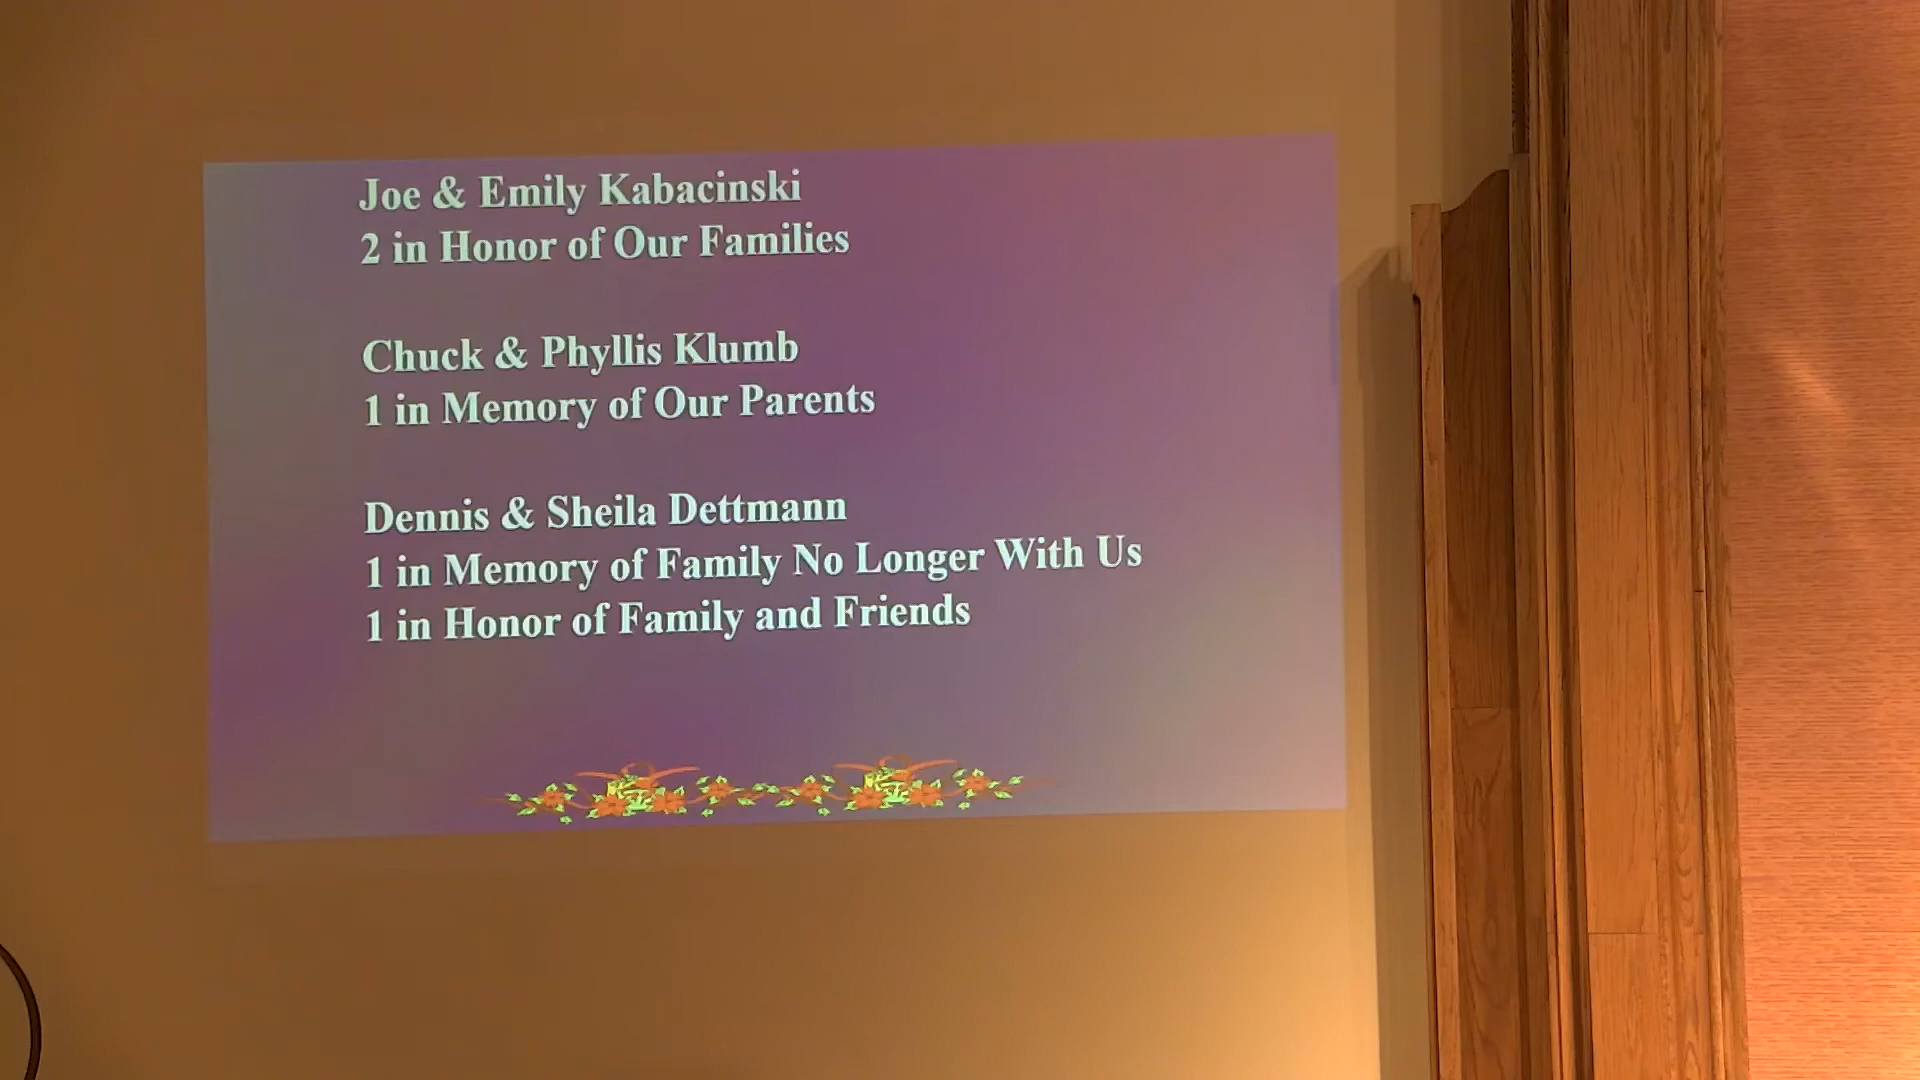 Joe & Emily Kabacinski
2 in Honor of Our Families
Chuck & Phyllis Klumb
1 in Memory of Our Parents
Dennis & Sheila Dettmann
1 in Memory of Family No Longer With Us
1 in Honor of Family and Friends